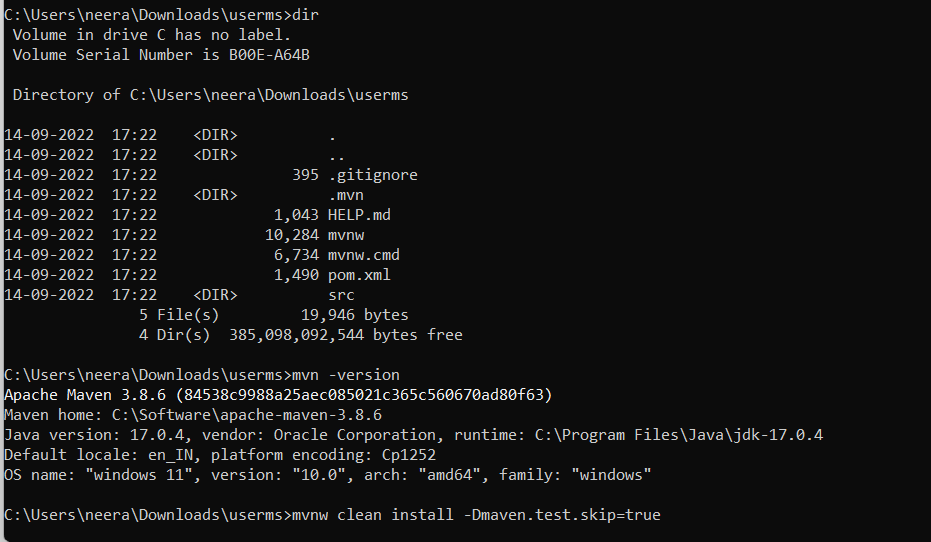 C:\Users\neera\Downloads\userms>dir
Volume in drive C has no label.
Volume Serial Number is B00E-A64B
Directory of C:\Users\neera\Downloads\userms
14-09-2022 17:22 <DIR> .
14-09-2022 17:22 <DIR> ..
14-09-2022 17:22 395 .gitignore
14-09-2022 17:22 <DIR> .mvn
14-09-2022 17:22 1,043 HELP.md
14-09-2022 17:22 10,284 mvnw
14-09-2022 17:22 6,734 mvnw.cmd
14-09-2022 17:22 1,490 pom.xml
14-09-2022 17:22 <DIR> src
5 File(s) 19,946 bytes
4 Dir(s) 385,098,092,544 bytes free
C:\Users\neera\Downloads\userms>mvn -version
Apache Maven 3.8.6 (84538c9988a25aec085021c365c560670ad80f63)
Maven home: C:\Software\apache-maven-3.8.6
Java version: 17.0.4, vendor: Oracle Corporation, runtime: C:\Program Files\Java\jdk-17.0.4
Default locale: en_IN, platform encoding: Cp1252
OS name: "windows 11", version: "10.0", arch: "amd64", family: "windows"
C:\Users\neera\Downloads\userms>mvnw clean install -Dmaven.test.skip=true